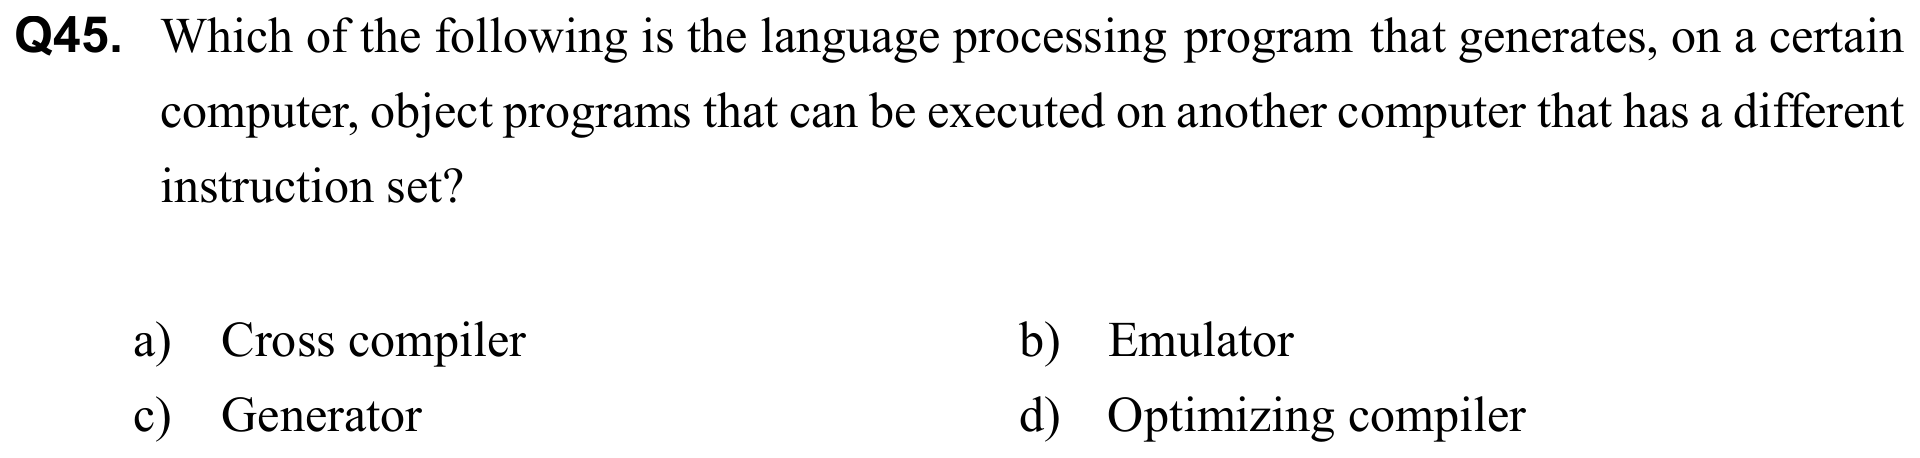 Q45. Which of the following is the language processing program that generates, on a certain
computer, object programs that can be executed on another computer that has a different
instruction set?
a) Cross compiler b) Emulator
c) Generator d) Optimizing compiler